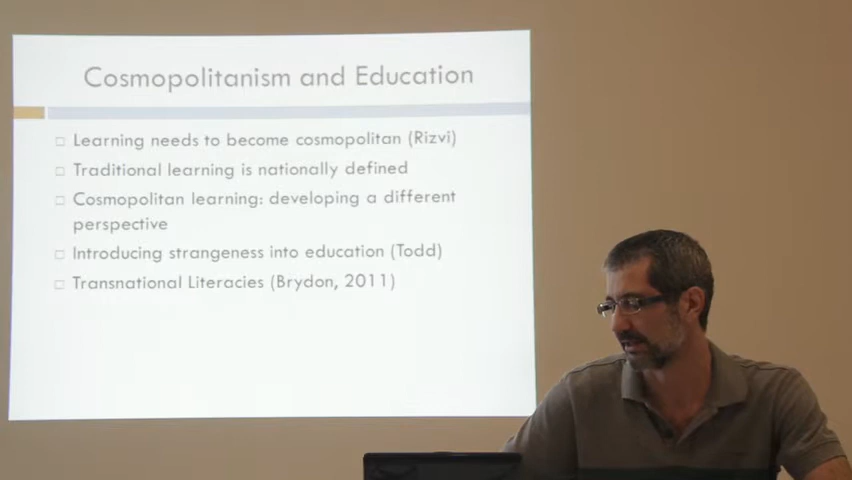 Cosmopolitanism and Education
Learning needs to become cosmopolitan (Rizvi)
Traditional learning is nationally defined
Cosmopolitan learning: developing a different
perspective
Introducing strangeness into education (Todd)
Transnational Literacies (Brydon, 2011)